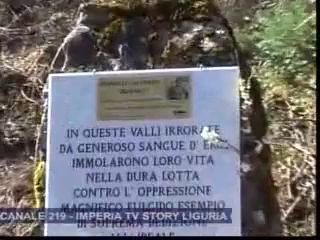 IN QUESTE VALLI IRRORATE
DA GENEROSO SANGUE D' EROI
IMMOLARONO LORO VITA
NELLA DURA LOTTA
CONTRO L' OPPRESSIONE
MAGNIFICO FULGIDO ESEMPIO
DI SUPREMA DEDIZIONE
CANALE 219 - IMPERIA TV STORY LIGURIA